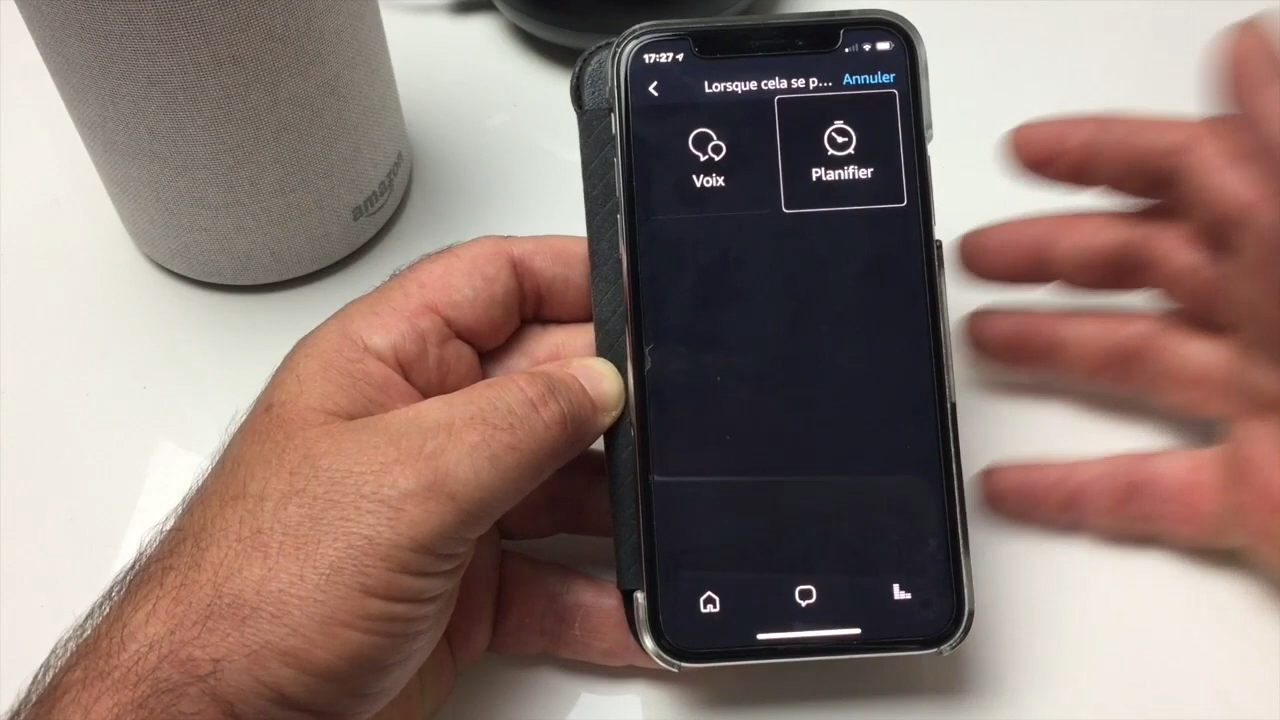 amazon
17:27
Lorsque cela se p...
Annuler
Voix
Planifier